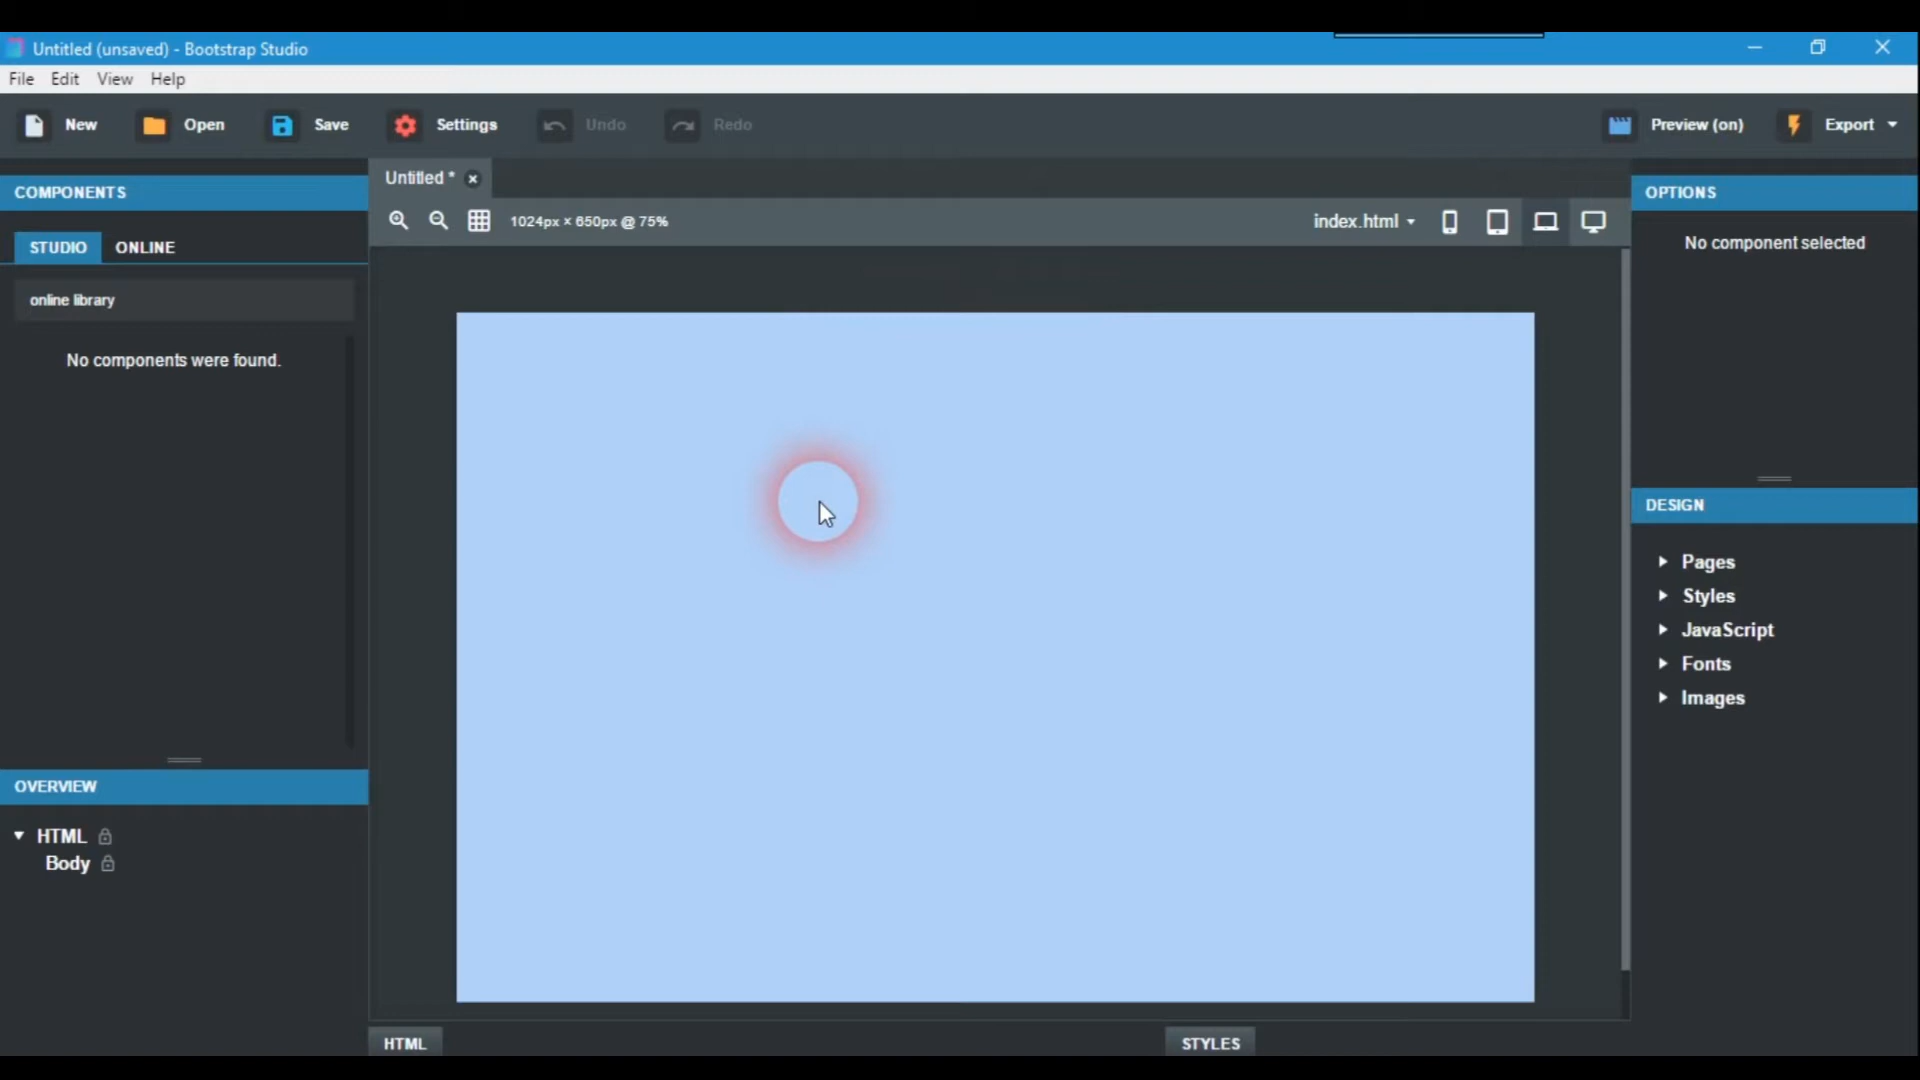 Untitled (unsaved) - Bootstrap Studio
File Edit View Help
New Open Save Settings Undo Redo Preview (on) Export
COMPONENTS
STUDIO ONLINE
online library
No components were found.
OVERVIEW
HTML
Body
Untitled *
1024px × 650px @ 75%
index.html
HTML
STYLES
OPTIONS
No component selected
DESIGN
Pages
Styles
JavaScript
Fonts
Images